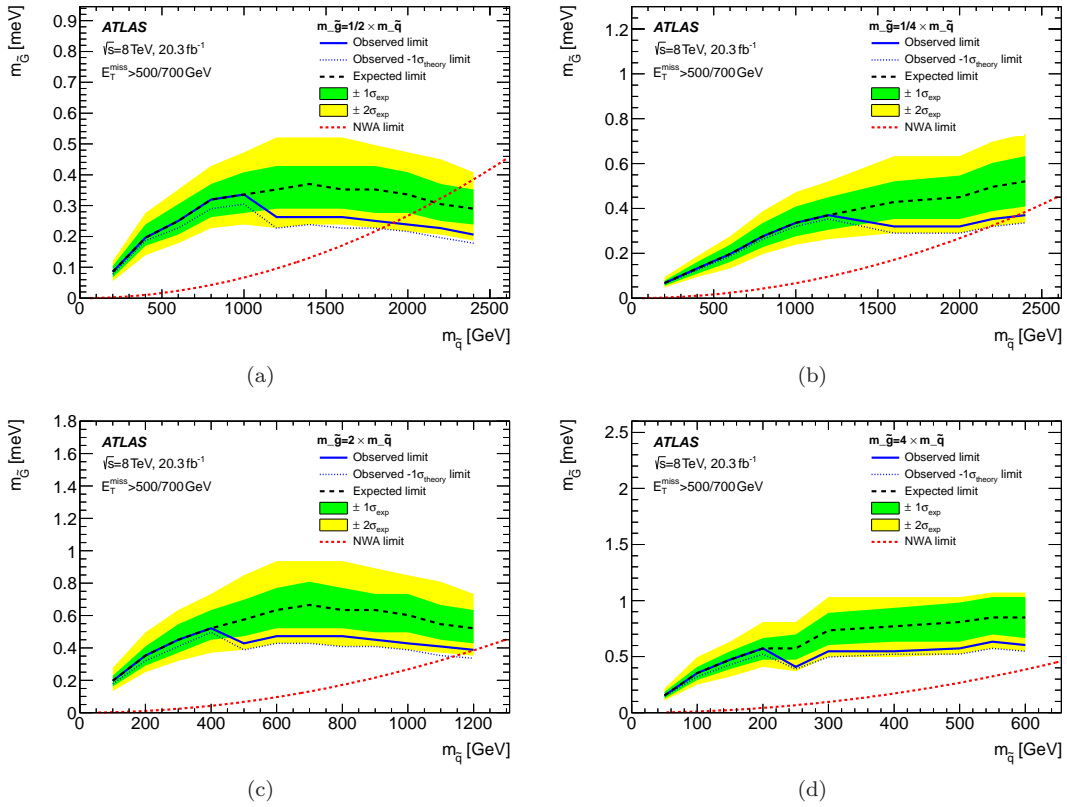 m_g̃=1/2 × m_q̃
ATLAS
√s=8 TeV, 20.3 fb⁻¹
E_T^miss>500/700 GeV
Observed limit
Observed -1σ_theory limit
Expected limit
± 1σ_exp
± 2σ_exp
NWA limit
m_G̃ [meV]
0.9
0.8
0.7
0.6
0.5
0.4
0.3
0.2
0.1
0
0 500 1000 1500 2000 2500
m_q̃ [GeV]
(a)
m_g̃=1/4 × m_q̃
ATLAS
√s=8 TeV, 20.3 fb⁻¹
E_T^miss>500/700 GeV
Observed limit
Observed -1σ_theory limit
Expected limit
± 1σ_exp
± 2σ_exp
NWA limit
m_G̃ [meV]
1.2
1
0.8
0.6
0.4
0.2
0
0 500 1000 1500 2000 2500
m_q̃ [GeV]
(b)
m_g̃=2 × m_q̃
ATLAS
√s=8 TeV, 20.3 fb⁻¹
E_T^miss>500/700 GeV
Observed limit
Observed -1σ_theory limit
Expected limit
± 1σ_exp
± 2σ_exp
NWA limit
m_G̃ [meV]
1.8
1.6
1.4
1.2
1
0.8
0.6
0.4
0.2
0
0 200 400 600 800 1000 1200
m_q̃ [GeV]
(c)
m_g̃=4 × m_q̃
ATLAS
√s=8 TeV, 20.3 fb⁻¹
E_T^miss>500/700 GeV
Observed limit
Observed -1σ_theory limit
Expected limit
± 1σ_exp
± 2σ_exp
NWA limit
m_G̃ [meV]
2.5
2
1.5
1
0.5
0
0 100 200 300 400 500 600
m_q̃ [GeV]
(d)